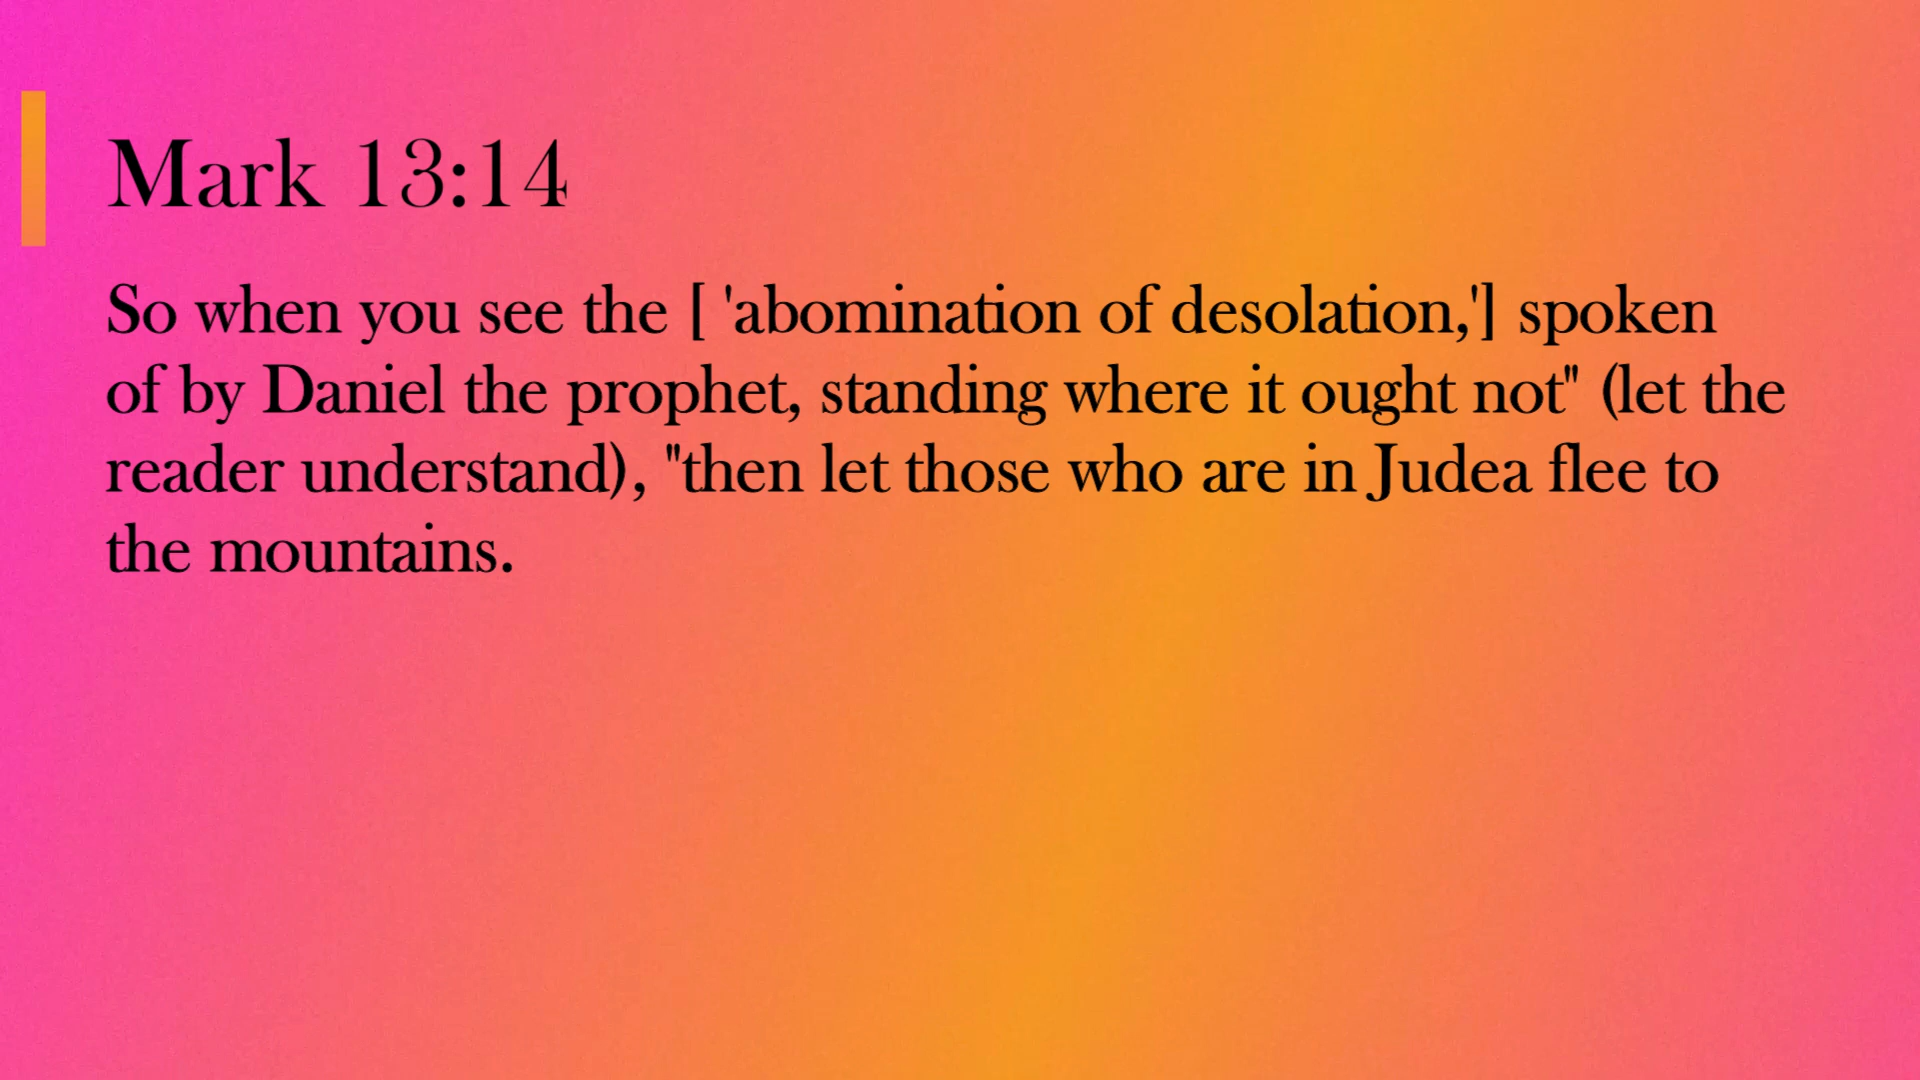 Mark 13:14
So when you see the [ 'abomination of desolation,'] spoken
of by Daniel the prophet, standing where it ought not" (let the
reader understand), "then let those who are in Judea flee to
the mountains.